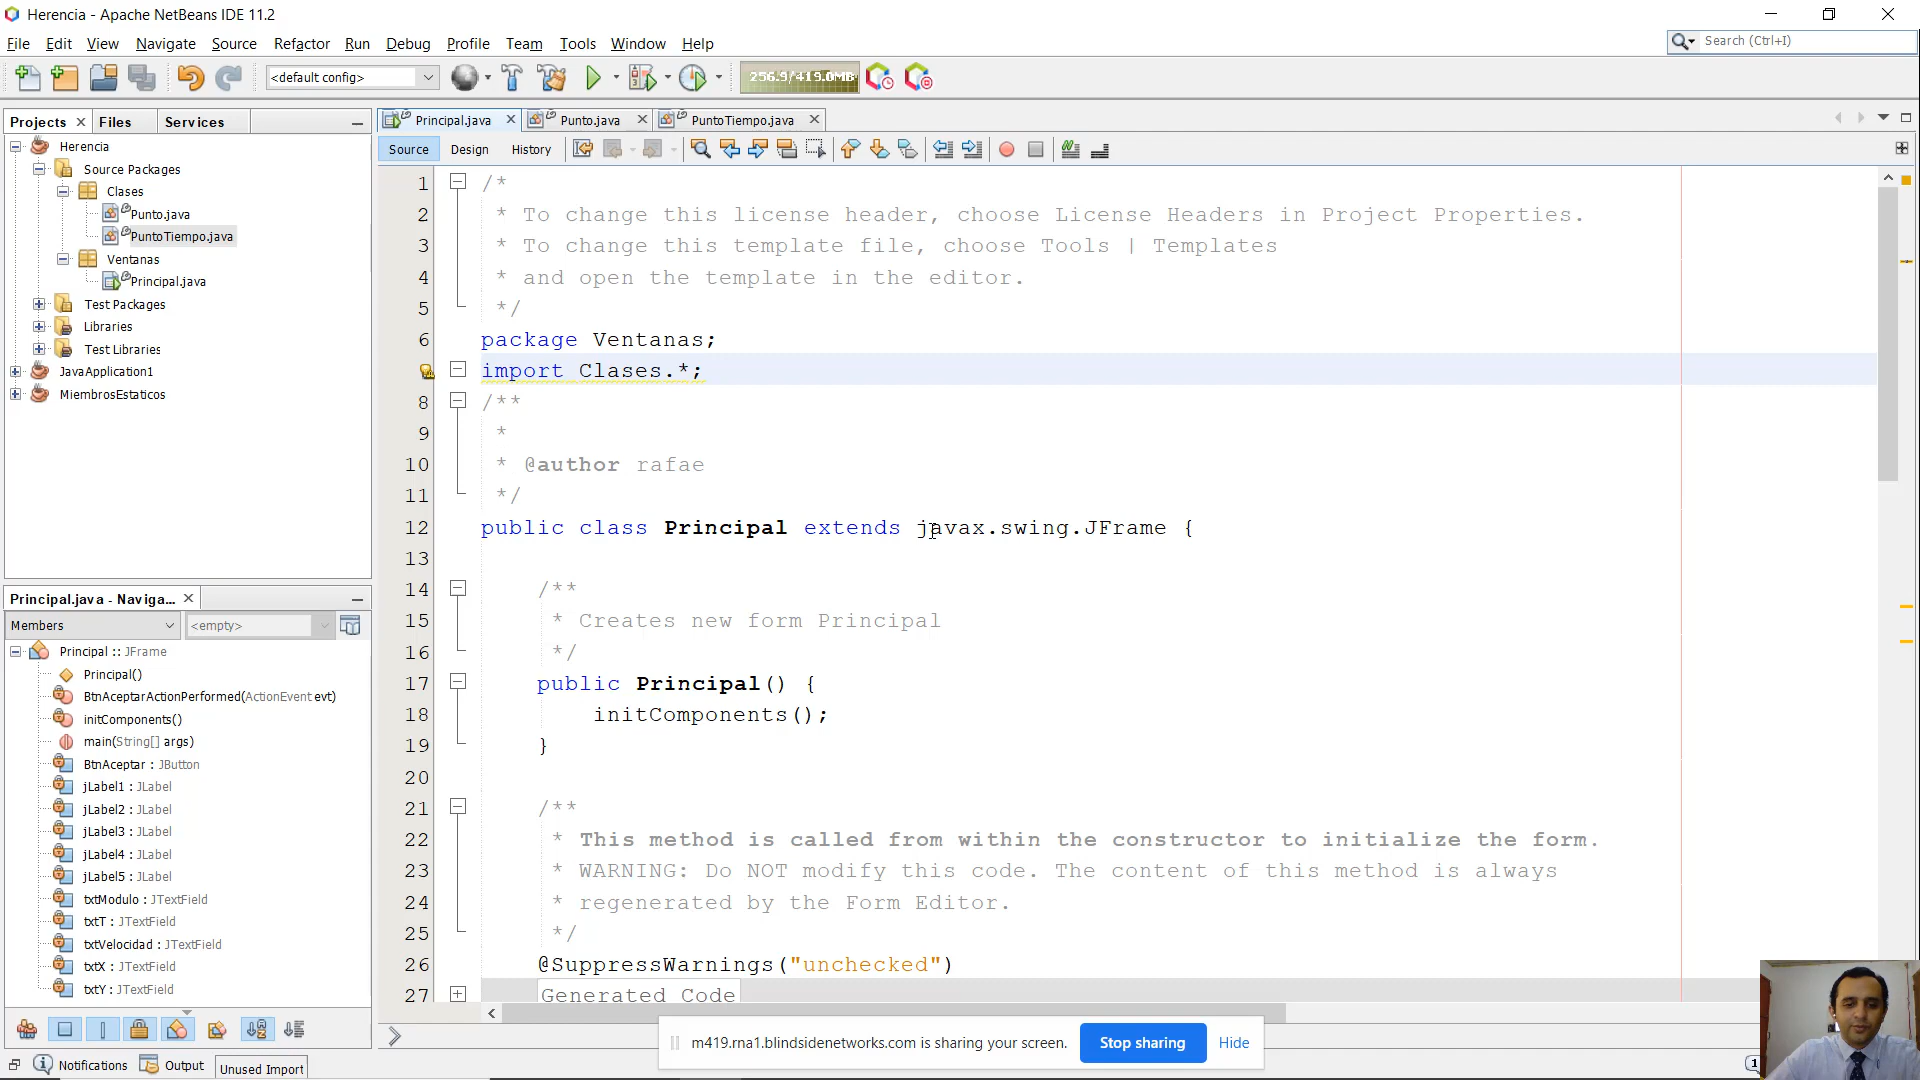 Herencia - Apache NetBeans IDE 11.2
File Edit View Navigate Source Refactor Run Debug Profile Team Tools Window Help
Search (Ctrl+I)
<default config>
256.9/419.0MB
Projects Files Services
Principal.java Punto.java PuntoTiempo.java
Source Design History
Herencia
Source Packages
Clases
Punto.java
PuntoTiempo.java
Ventanas
Principal.java
Test Packages
Libraries
Test Libraries
JavaApplication1
MiembrosEstaticos
Principal.java - Naviga...
Members <empty>
Principal :: JFrame
Principal()
BtnAceptarActionPerformed(ActionEvent evt)
initComponents()
main(String[] args)
BtnAceptar : JButton
jLabel1 : JLabel
jLabel2 : JLabel
jLabel3 : JLabel
jLabel4 : JLabel
jLabel5 : JLabel
txtModulo : JTextField
txtT : JTextField
txtVelocidad : JTextField
txtX : JTextField
txtY : JTextField
1 /*
2 * To change this license header, choose License Headers in Project Properties.
3 * To change this template file, choose Tools | Templates
4 * and open the template in the editor.
5 */
6 package Ventanas;
import Clases.*;
8 /**
9 *
10 * @author rafae
11 */
12 public class Principal extends javax.swing.JFrame {
13
14 /**
15 * Creates new form Principal
16 */
17 public Principal() {
18 initComponents();
19 }
20
21 /**
22 * This method is called from within the constructor to initialize the form.
23 * WARNING: Do NOT modify this code. The content of this method is always
24 * regenerated by the Form Editor.
25 */
26 @SuppressWarnings("unchecked")
27 Generated Code
m419.rna1.blindsidenetworks.com is sharing your screen. Stop sharing Hide
Notifications Output Unused Import
1